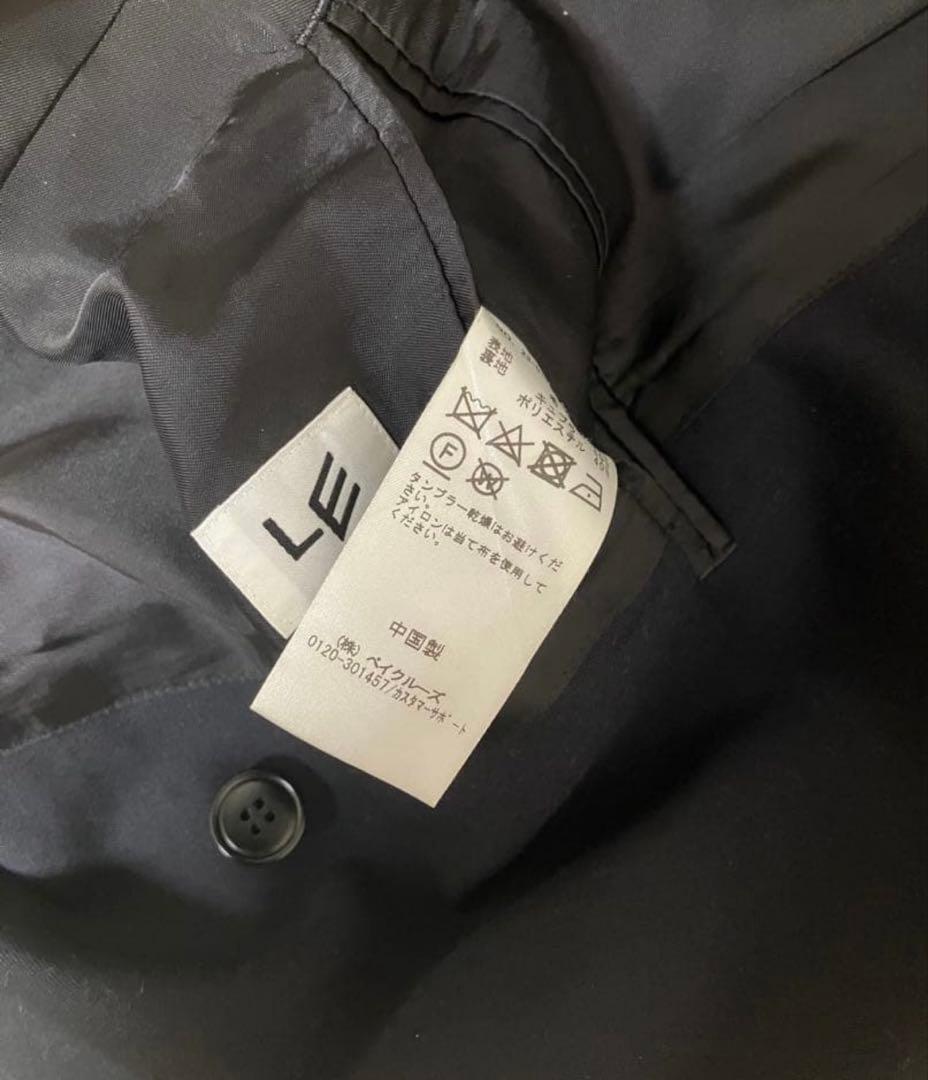 LE
表地
裏地
ポリエステル
F
タンブラー乾燥はお避けくだ
さい。
アイロンは当て布を使用して
ください。
中国製
(株) ベイクルーズ
0120-301457/カスタマーサポート